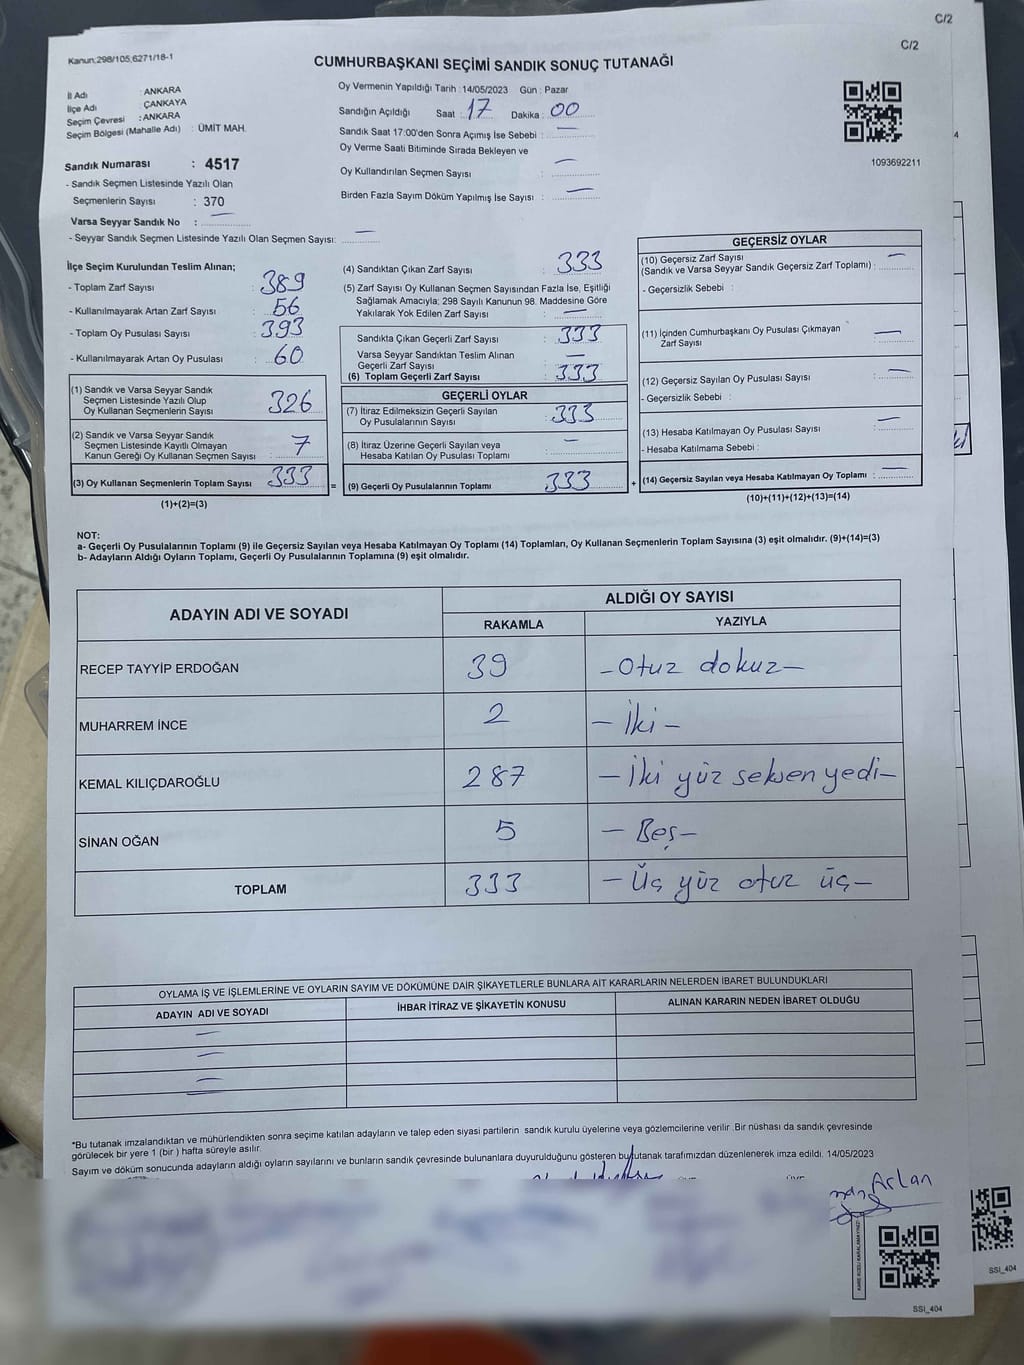 C/2
C/2
Kanun:298/105,6271/18-1
CUMHURBAŞKANI SEÇİMİ SANDIK SONUÇ TUTANAĞI
İl Adı : ANKARA
İlçe Adı : ÇANKAYA
Seçim Çevresi : ANKARA
Seçim Bölgesi (Mahalle Adı) : ÜMİT MAH.
Sandık Numarası : 4517
- Sandık Seçmen Listesinde Yazılı Olan
Seçmenlerin Sayısı : 370
Varsa Seyyar Sandık No : —
- Seyyar Sandık Seçmen Listesinde Yazılı Olan Seçmen Sayısı: —
Oy Vermenin Yapıldığı Tarih : 14/05/2023 Gün : Pazar
Sandığın Açıldığı Saat : 17 Dakika : 00
Sandık Saat 17:00'den Sonra Açımış İse Sebebi : —
Oy Verme Saati Bitiminde Sırada Bekleyen ve
Oy Kullandırılan Seçmen Sayısı : —
Birden Fazla Sayım Döküm Yapılmış İse Sayısı : —
1093692211
4
İlçe Seçim Kurulundan Teslim Alınan;
- Toplam Zarf Sayısı : 389
- Kullanılmayarak Artan Zarf Sayısı : 56
- Toplam Oy Pusulası Sayısı : 393
- Kullanılmayarak Artan Oy Pusulası : 60
(1) Sandık ve Varsa Seyyar Sandık
Seçmen Listesinde Yazılı Olup
Oy Kullanan Seçmenlerin Sayısı : 326
(2) Sandık ve Varsa Seyyar Sandık
Seçmen Listesinde Kayıtlı Olmayan
Kanun Gereği Oy Kullanan Seçmen Sayısı : 7
(3) Oy Kullanan Seçmenlerin Toplam Sayısı : 333
(1)+(2)=(3)
(4) Sandıktan Çıkan Zarf Sayısı : 333
(5) Zarf Sayısı Oy Kullanan Seçmen Sayısından Fazla İse, Eşitliği
Sağlamak Amacıyla; 298 Sayılı Kanunun 98. Maddesine Göre
Yakılarak Yok Edilen Zarf Sayısı : —
Sandıkta Çıkan Geçerli Zarf Sayısı : 333
Varsa Seyyar Sandıktan Teslim Alınan
Geçerli Zarf Sayısı : —
(6) Toplam Geçerli Zarf Sayısı : 333
GEÇERLİ OYLAR
(7) İtiraz Edilmeksizin Geçerli Sayılan
Oy Pusulalarının Sayısı : 333
(8) İtiraz Üzerine Geçerli Sayılan veya
Hesaba Katılan Oy Pusulası Toplamı : —
= (9) Geçerli Oy Pusulalarının Toplamı : 333
GEÇERSİZ OYLAR
(10) Geçersiz Zarf Sayısı
(Sandık ve Varsa Seyyar Sandık Geçersiz Zarf Toplamı) : —
- Geçersizlik Sebebi :
(11) İçinden Cumhurbaşkanı Oy Pusulası Çıkmayan
Zarf Sayısı : —
(12) Geçersiz Sayılan Oy Pusulası Sayısı : —
- Geçersizlik Sebebi :
(13) Hesaba Katılmayan Oy Pusulası Sayısı : —
- Hesaba Katılmama Sebebi :
+ (14) Geçersiz Sayılan veya Hesaba Katılmayan Oy Toplamı : —
(10)+(11)+(12)+(13)=(14)
NOT:
a- Geçerli Oy Pusulalarının Toplamı (9) ile Geçersiz Sayılan veya Hesaba Katılmayan Oy Toplamı (14) Toplamları, Oy Kullanan Seçmenlerin Toplam Sayısına (3) eşit olmalıdır. (9)+(14)=(3)
b- Adayların Aldığı Oyların Toplamı, Geçerli Oy Pusulalarının Toplamına (9) eşit olmalıdır.
ADAYIN ADI VE SOYADI
ALDIĞI OY SAYISI
RAKAMLA YAZIYLA
RECEP TAYYİP ERDOĞAN 39 - Otuz dokuz -
MUHARREM İNCE 2 - İki -
KEMAL KILIÇDAROĞLU 287 - İki yüz seksen yedi -
SİNAN OĞAN 5 - Beş -
TOPLAM 333 - Üç yüz otuz üç -
OYLAMA İŞ VE İŞLEMLERİNE VE OYLARIN SAYIM VE DÖKÜMÜNE DAİR ŞİKAYETLERLE BUNLARA AİT KARARLARIN NELERDEN İBARET BULUNDUKLARI
ADAYIN ADI VE SOYADI İHBAR İTİRAZ VE ŞİKAYETİN KONUSU ALINAN KARARIN NEDEN İBARET OLDUĞU
—
—
—
—
*Bu tutanak imzalandıktan ve mühürlendikten sonra seçime katılan adayların ve talep eden siyasi partilerin sandık kurulu üyelerine veya gözlemcilerine verilir .Bir nüshası da sandık çevresinde
görülecek bir yere 1 (bir ) hafta süreyle asılır.
Sayım ve döküm sonucunda adayların aldığı oyların sayılarını ve bunların sandık çevresinde bulunanlara duyurulduğunu gösteren bu tutanak tarafımızdan düzenlenerek imza edildi. 14/05/2023
Arslan
SSI_404
SSI_404